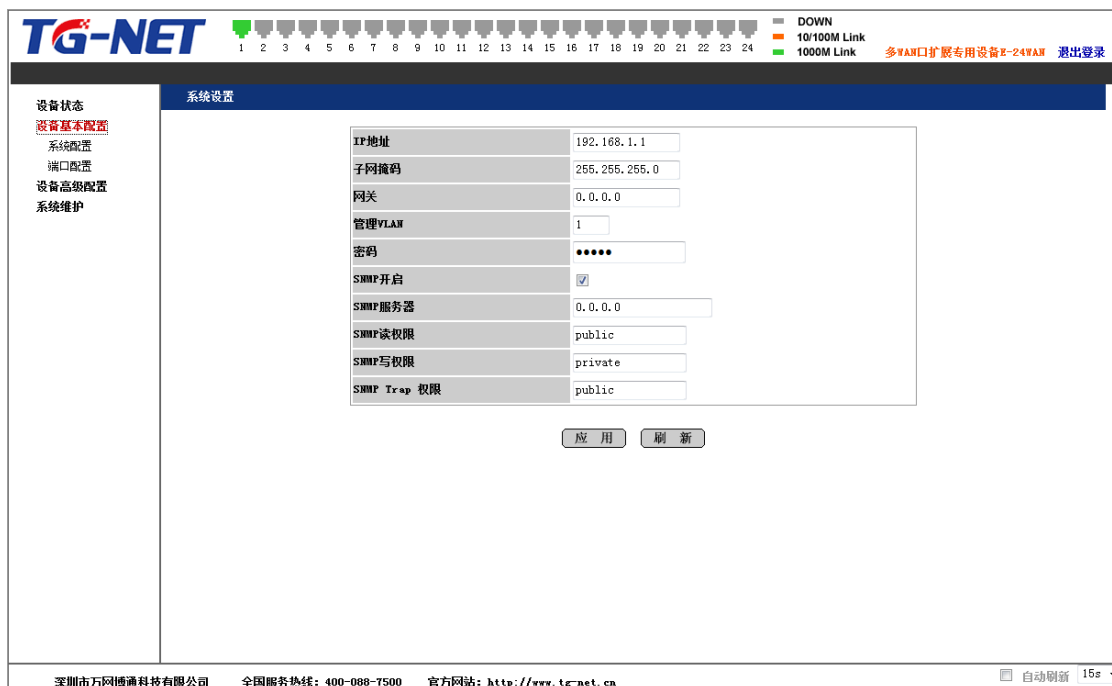 TG-NET
1 2 3 4 5 6 7 8 9 10 11 12 13 14 15 16 17 18 19 20 21 22 23 24
DOWN
10/100M Link
1000M Link
多WAN口扩展专用设备E-24WAN 退出登录
设备状态
设备基本配置
系统配置
端口配置
设备高级配置
系统维护
系统设置
IP地址 192.168.1.1
子网掩码 255.255.255.0
网关 0.0.0.0
管理VLAN 1
密码 •••••
SNMP开启
SNMP服务器 0.0.0.0
SNMP读权限 public
SNMP写权限 private
SNMP Trap 权限 public
应 用 刷 新
自动刷新 15s
深圳市万网博通科技有限公司 全国服务热线: 400-088-7500 官方网站: http://www.tg-net.cn